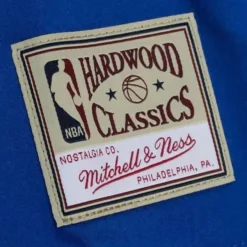 HARDWOOD
NBA
CLASSICS
NOSTALGIA CO.
Mitchell & Ness
PHILADELPHIA, PA.